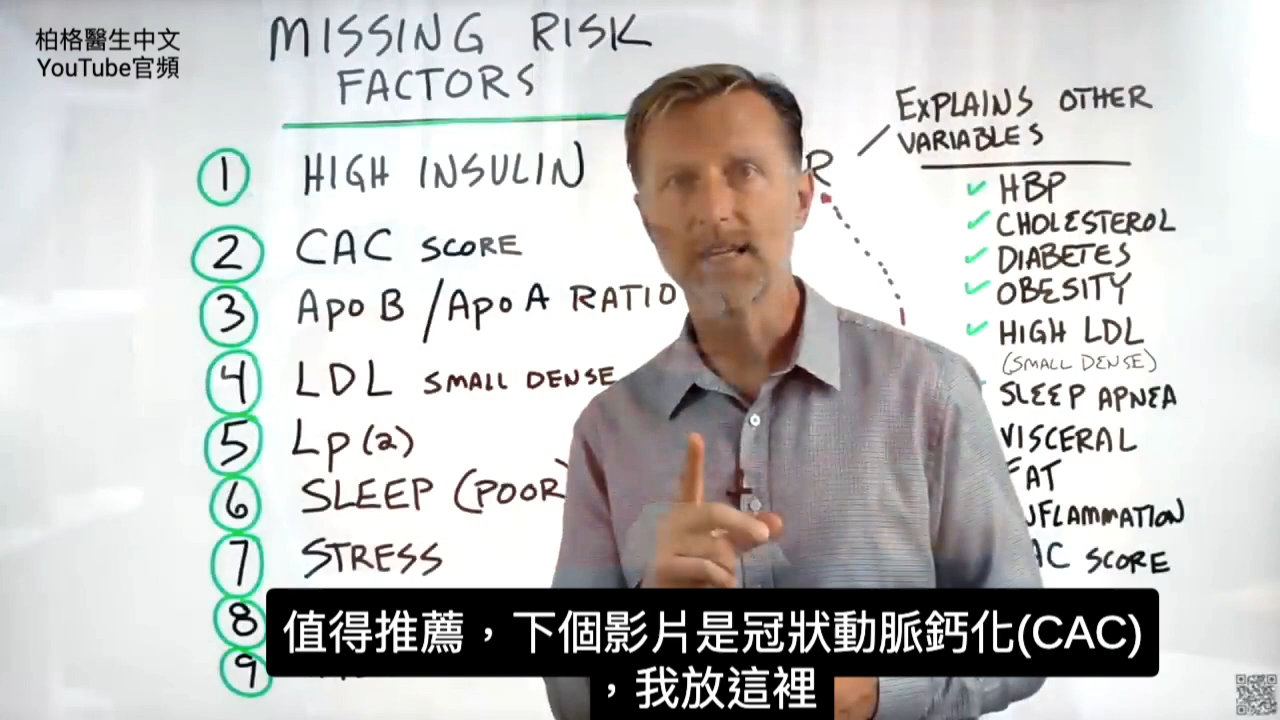 柏格醫生中文
YouTube官頻
MISSING RISK
FACTORS
1 HIGH INSULIN
2 CAC SCORE
3 ApoB/ApoA RATIO
4 LDL SMALL DENSE
5 Lp(a)
6 SLEEP (POOR
7 STRESS
8
9
R
EXPLAINS OTHER
VARIABLES
✓ HBP
✓ CHOLESTEROL
✓ DIABETES
✓ OBESITY
✓ HIGH LDL
(SMALL DENSE)
SLEEP APNEA
VISCERAL
FAT
NFLAMMATION
AC SCORE
值得推薦，下個影片是冠狀動脈鈣化(CAC)
，我放這裡